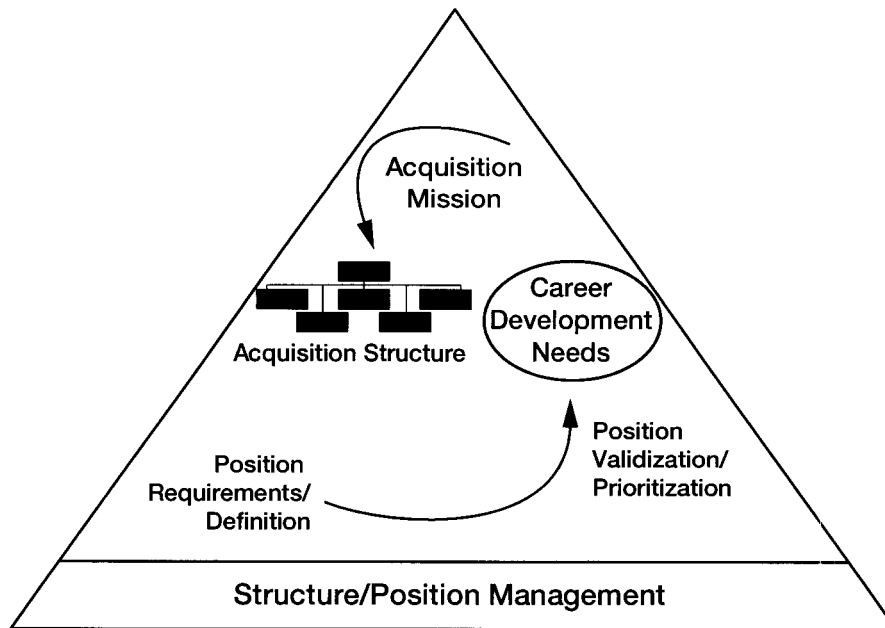 Acquisition
Mission
Career
Development
Needs
Acquisition Structure
Position
Validization/
Prioritization
Position
Requirements/
Definition
Structure/Position Management